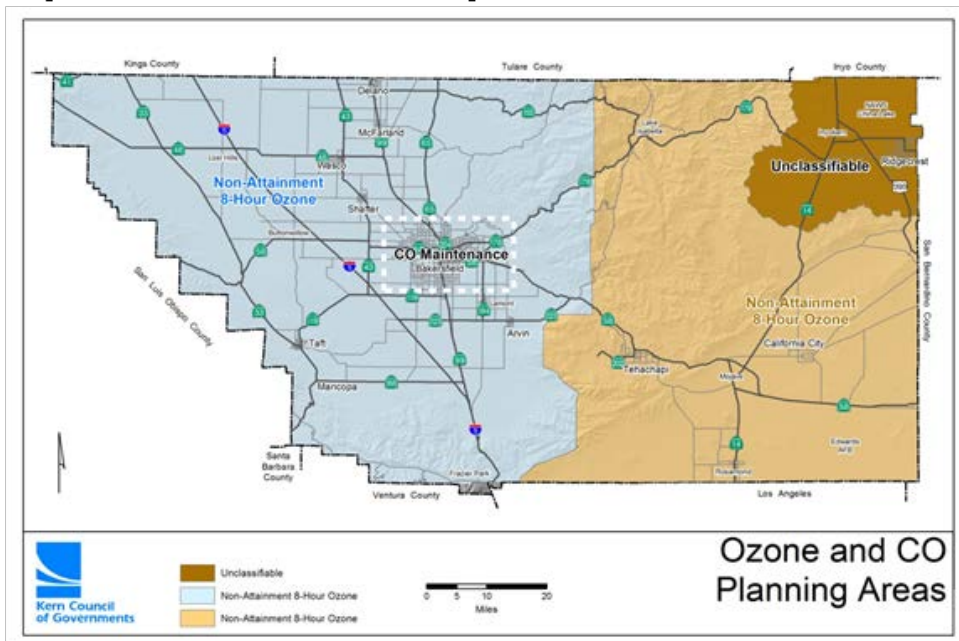 Kings County
Tulare County
Inyo County
Delano
McFarland
Lake
Isabella
NAWS
China Lake
Inyokern
Ridgecrest
Lost Hills
Wasco
Unclassifiable
Non-Attainment
8-Hour Ozone
Shafter
Buttonwillow
CO Maintenance
Bakersfield
San Luis Obispo County
San Bernardino County
Lamont
Non-Attainment
8-Hour Ozone
Arvin
California City
Taft
Tehachapi
Mojave
Maricopa
Edwards
AFB
Santa
Barbara
County
Frazier Park
Rosamond
Ventura County
Los Angeles
Kern Council
of Governments
Unclassifiable
Non-Attainment 8-Hour Ozone
Non-Attainment 8-Hour Ozone
0 5 10 20
Miles
Ozone and CO
Planning Areas